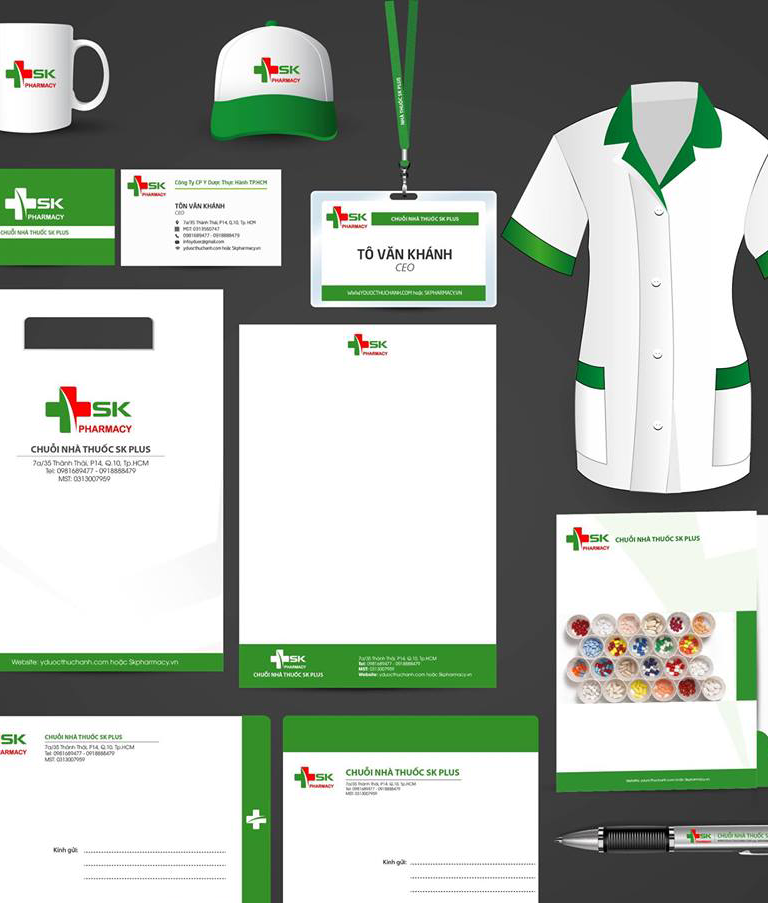 SK
PHARMACY
SK
PHARMACY
NHÀ THUỐC SK PLUS
SK
PHARMACY
CHUỖI NHÀ THUỐC SK PLUS
SK
PHARMACY
Công Ty CP Y Dược Thực Hành TP.HCM
TÔN VĂN KHÁNH
CEO
7a/35 Thành Thái, P14, Q.10, Tp. HCM
MST: 0313560747
0981689477 - 0918888479
infoyduoc@gmail.com
yduocthuchanh.com hoặc Skpharmacy.vn
SK
PHARMACY
CHUỖI NHÀ THUỐC SK PLUS
TÔ VĂN KHÁNH
CEO
WWW.YDUOCTHUCHANH.COM hoặc SKPHARMACY.VN
SK
PHARMACY
CHUỖI NHÀ THUỐC SK PLUS
7a/35 Thành Thái, P14, Q.10, Tp.HCM
Tel: 0981689477 - 0918888479
MST: 0313007959
Website: yduocthuchanh.com hoặc Skpharmacy.vn
SK
PHARMACY
SK
PHARMACY
CHUỖI NHÀ THUỐC SK PLUS
7a/35 Thành Thái, P14, Q.10, Tp.HCM
Tel: 0981689477 - 0918888479
MST: 0313007959
Website: yduocthuchanh.com hoặc Skpharmacy.vn
SK
PHARMACY
CHUỖI NHÀ THUỐC SK PLUS
Website: yduocthuchanh.com hoặc Skpharmacy.vn
SK
ARMACY
CHUỖI NHÀ THUỐC SK PLUS
7a/35 Thành Thái, P14, Q.10, Tp.HCM
Tel: 0981689477 - 0918888479
MST: 0313007959
Kính gửi:
SK
PHARMACY
CHUỖI NHÀ THUỐC SK PLUS
7a/35 Thành Thái, P14, Q.10, Tp.HCM
Tel: 0981689477 - 0918888479
MST: 0313007959
Kính gửi:
SK
PHARMACY
CHUỖI NHÀ THUỐC SK PLUS